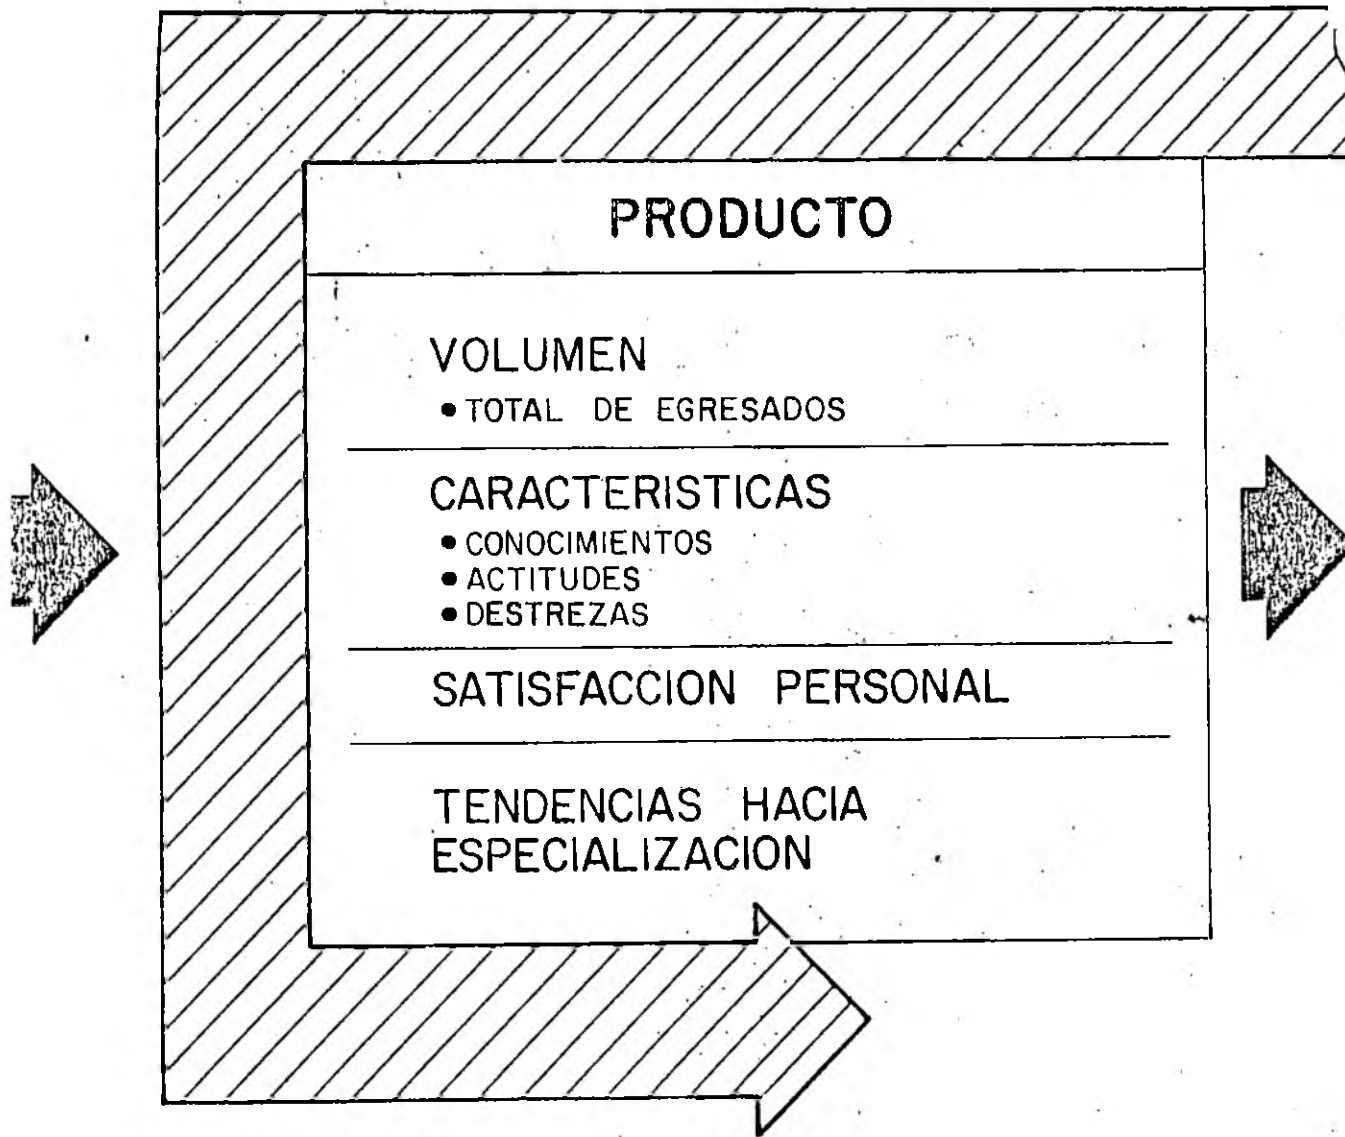 PRODUCTO
VOLUMEN
• TOTAL DE EGRESADOS
CARACTERISTICAS
• CONOCIMIENTOS
• ACTITUDES
• DESTREZAS
SATISFACCION PERSONAL
TENDENCIAS HACIA
ESPECIALIZACION